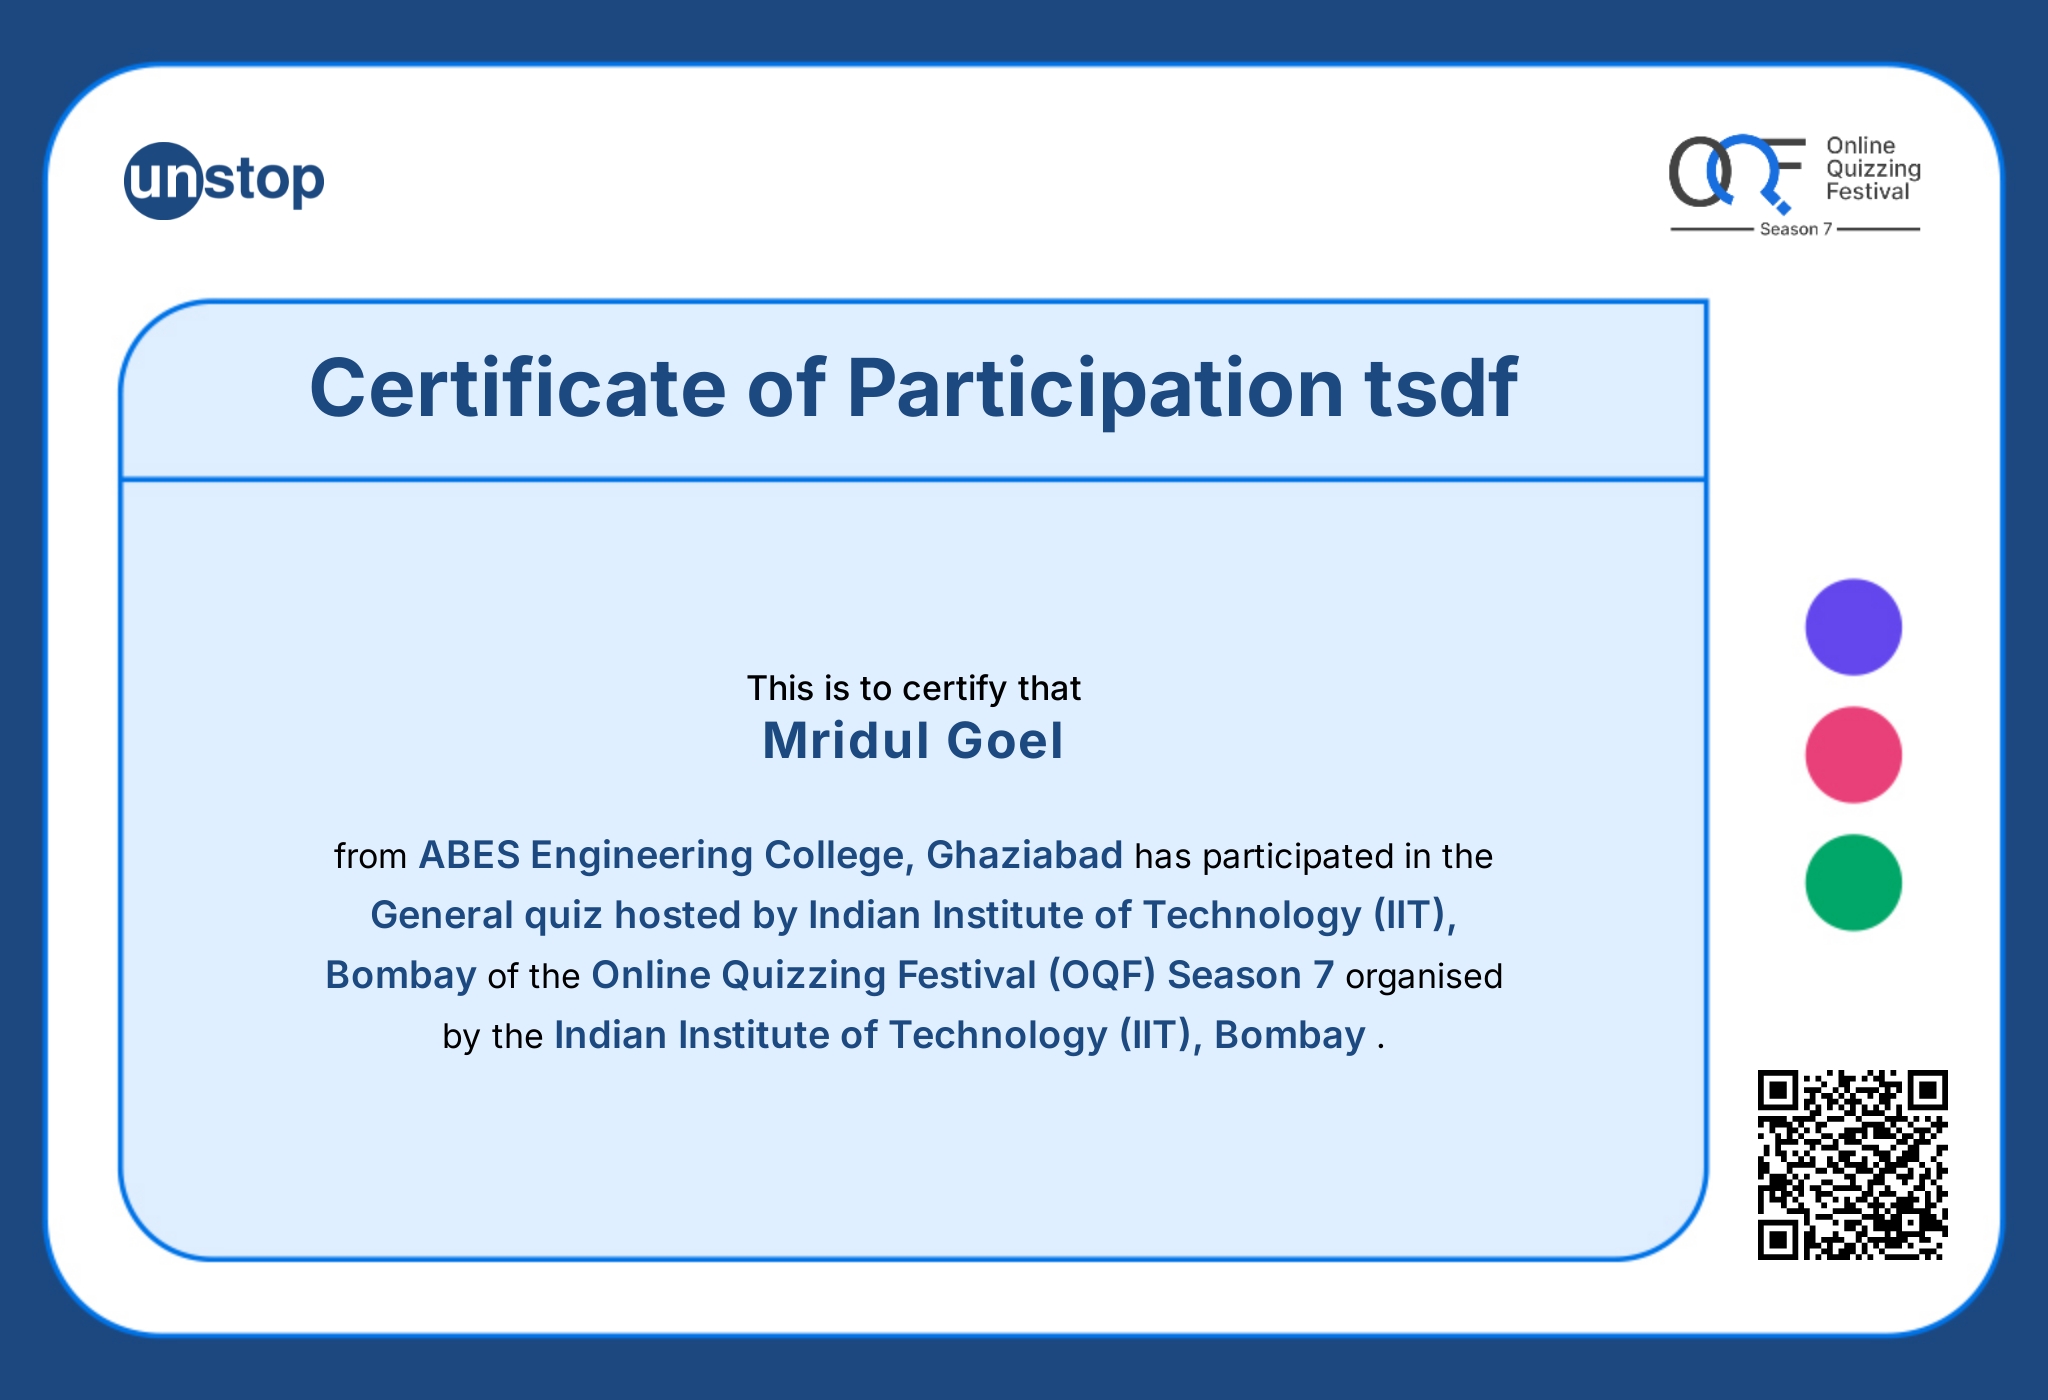 unstop
OQF
Online
Quizzing
Festival
Season 7
Certificate of Participation tsdf
This is to certify that
Mridul Goel
from ABES Engineering College, Ghaziabad has participated in the
General quiz hosted by Indian Institute of Technology (IIT),
Bombay of the Online Quizzing Festival (OQF) Season 7 organised
by the Indian Institute of Technology (IIT), Bombay .